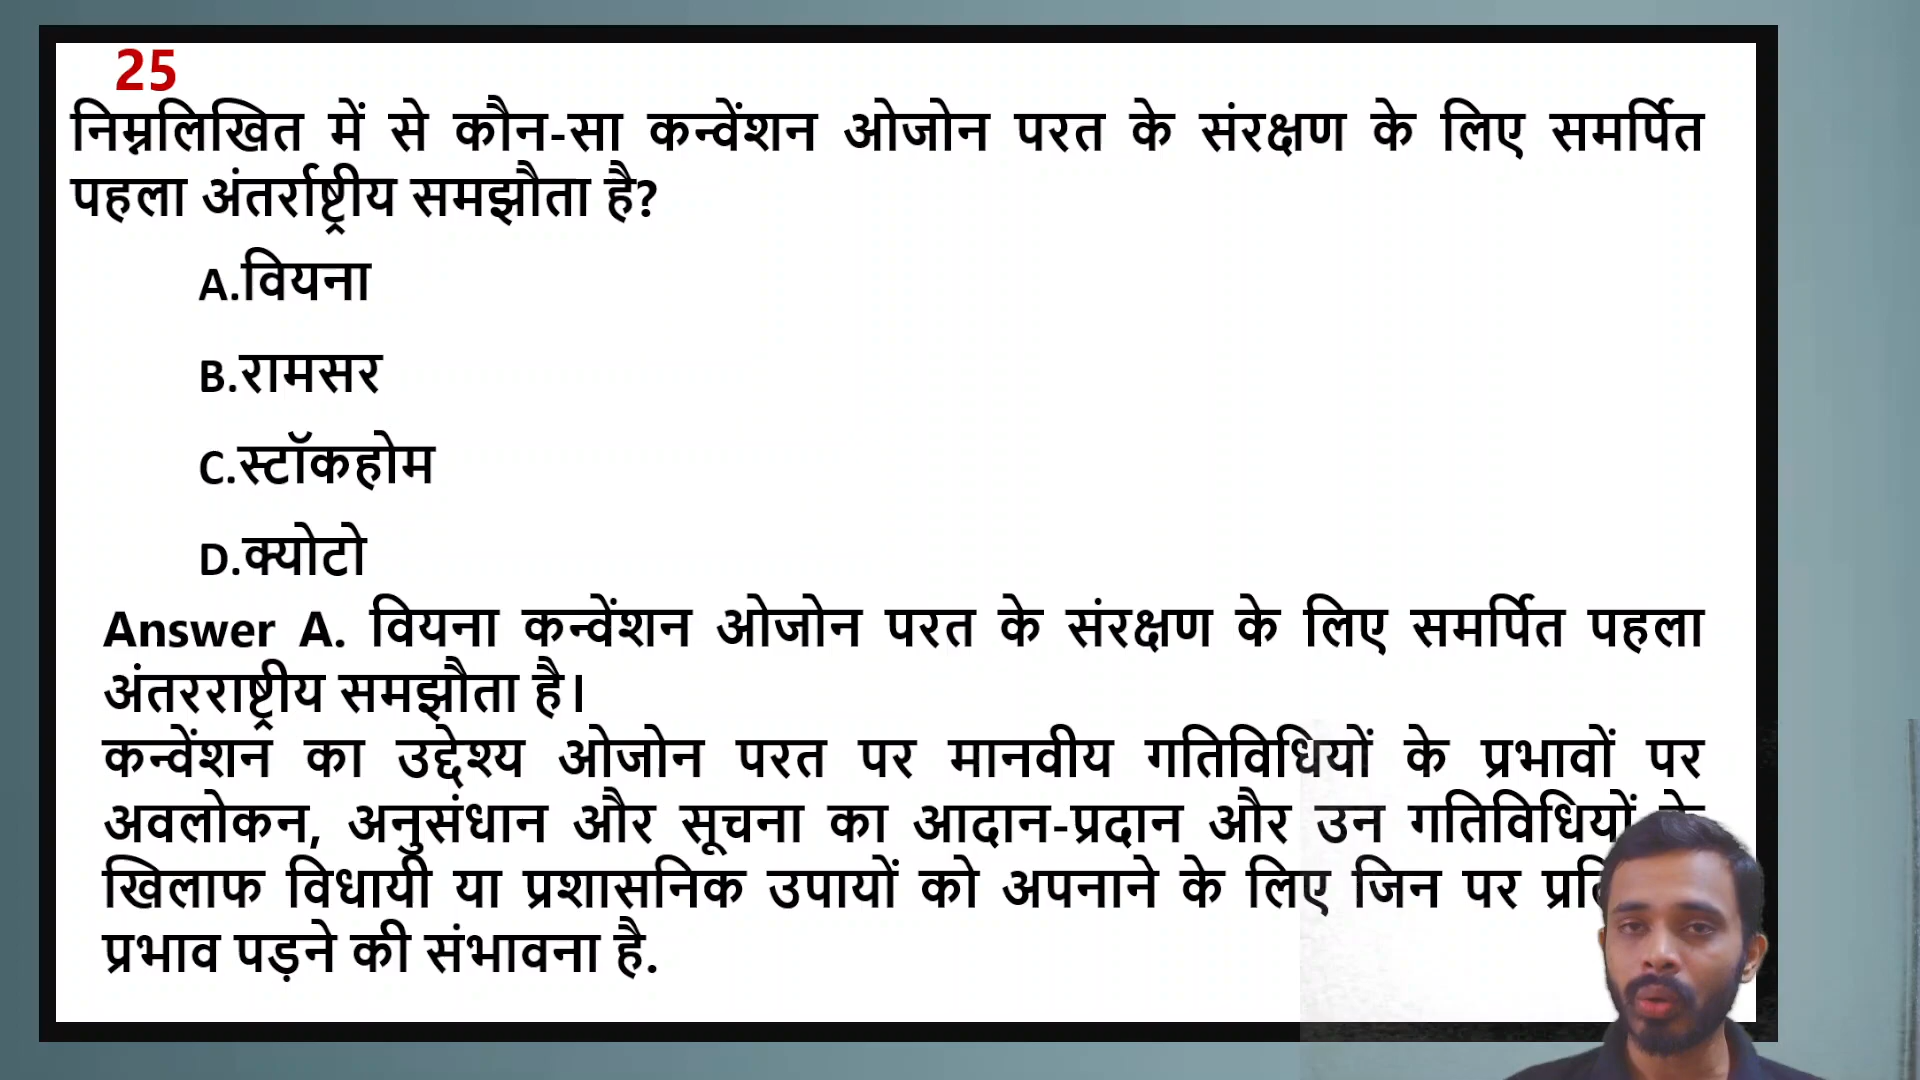 25
निम्नलिखित में से कौन-सा कन्वेंशन ओजोन परत के संरक्षण के लिए समर्पित
पहला अंतर्राष्ट्रीय समझौता है?
A.वियना
B.रामसर
C.स्टॉकहोम
D.क्योटो
Answer A. वियना कन्वेंशन ओजोन परत के संरक्षण के लिए समर्पित पहला
अंतरराष्ट्रीय समझौता है।
कन्वेंशन का उद्देश्य ओजोन परत पर मानवीय गतिविधियों के प्रभावों पर
अवलोकन, अनुसंधान और सूचना का आदान-प्रदान और उन गतिविधियों के
खिलाफ विधायी या प्रशासनिक उपायों को अपनाने के लिए जिन पर
प्रभाव पड़ने की संभावना है.